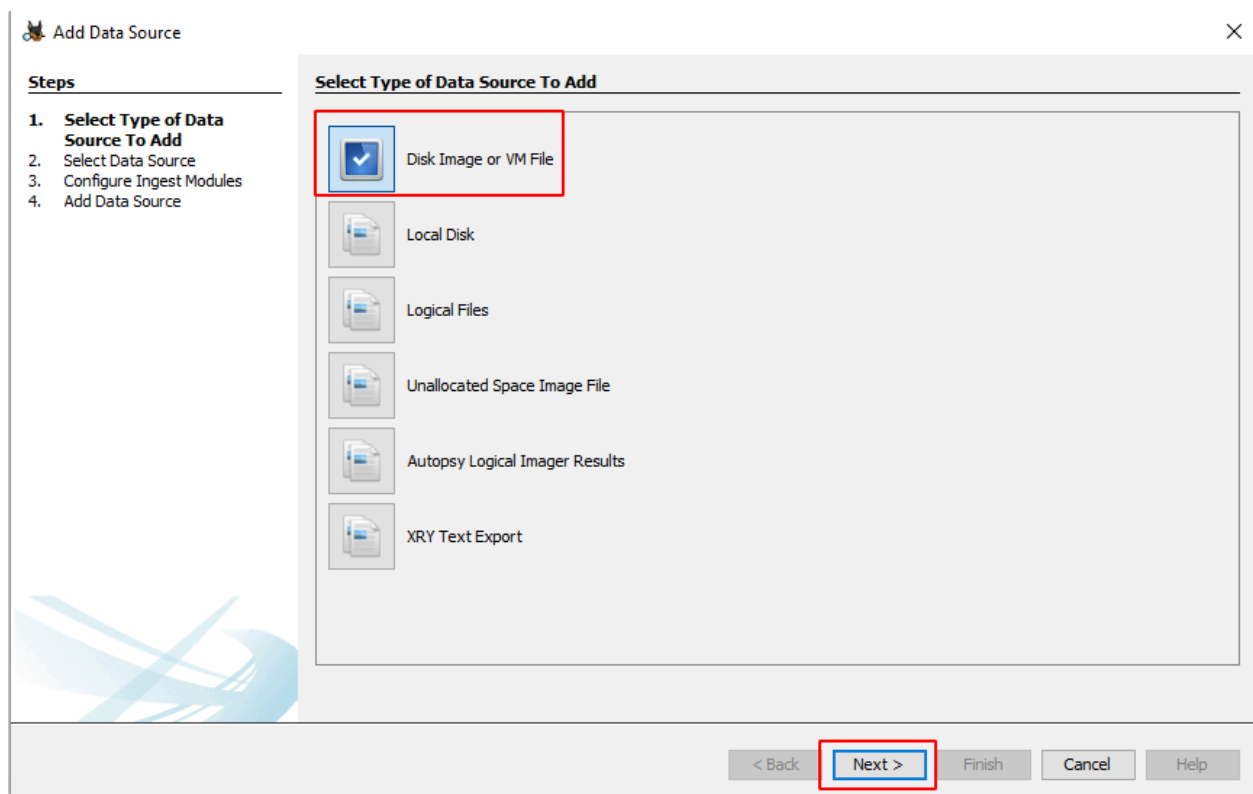 Add Data Source
Steps
1. Select Type of Data
Source To Add
2. Select Data Source
3. Configure Ingest Modules
4. Add Data Source
Select Type of Data Source To Add
Disk Image or VM File
Local Disk
Logical Files
Unallocated Space Image File
Autopsy Logical Imager Results
XRY Text Export
< Back Next > Finish Cancel Help